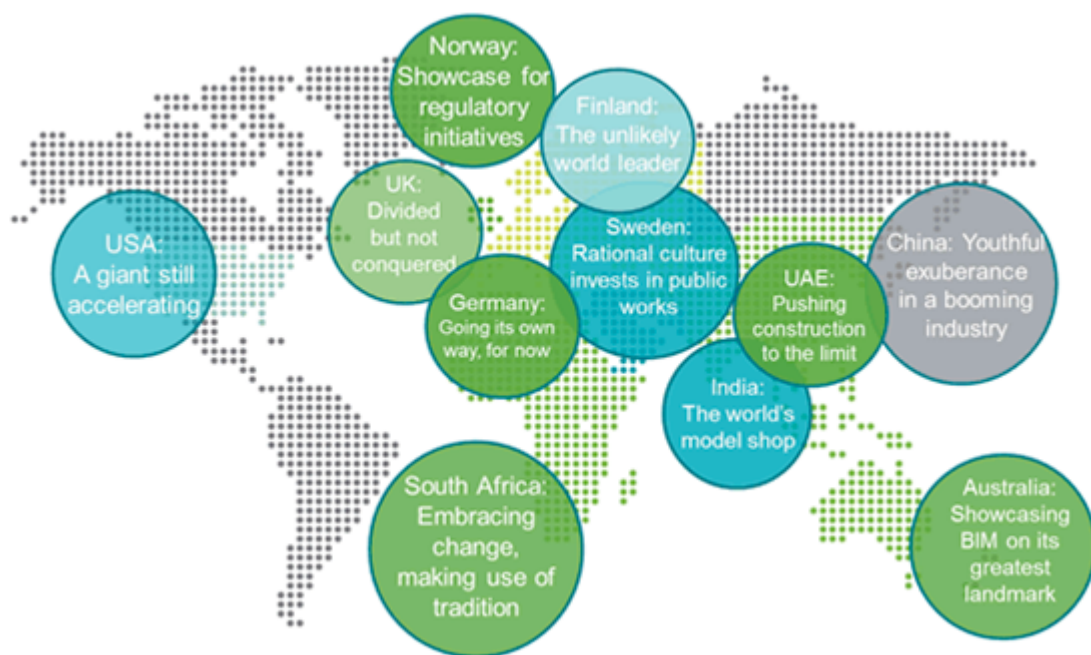 Norway:
Showcase for
regulatory
initiatives
Finland:
The unlikely
world leader
UK:
Divided
but not
conquered
USA:
A giant still
accelerating
Sweden:
Rational culture
invests in public
works
China: Youthful
exuberance
in a booming
industry
Germany:
Going its own
way, for now
UAE:
Pushing
construction
to the limit
India:
The world's
model shop
South Africa:
Embracing
change,
making use of
tradition
Australia:
Showcasing
BIM on its
greatest
landmark